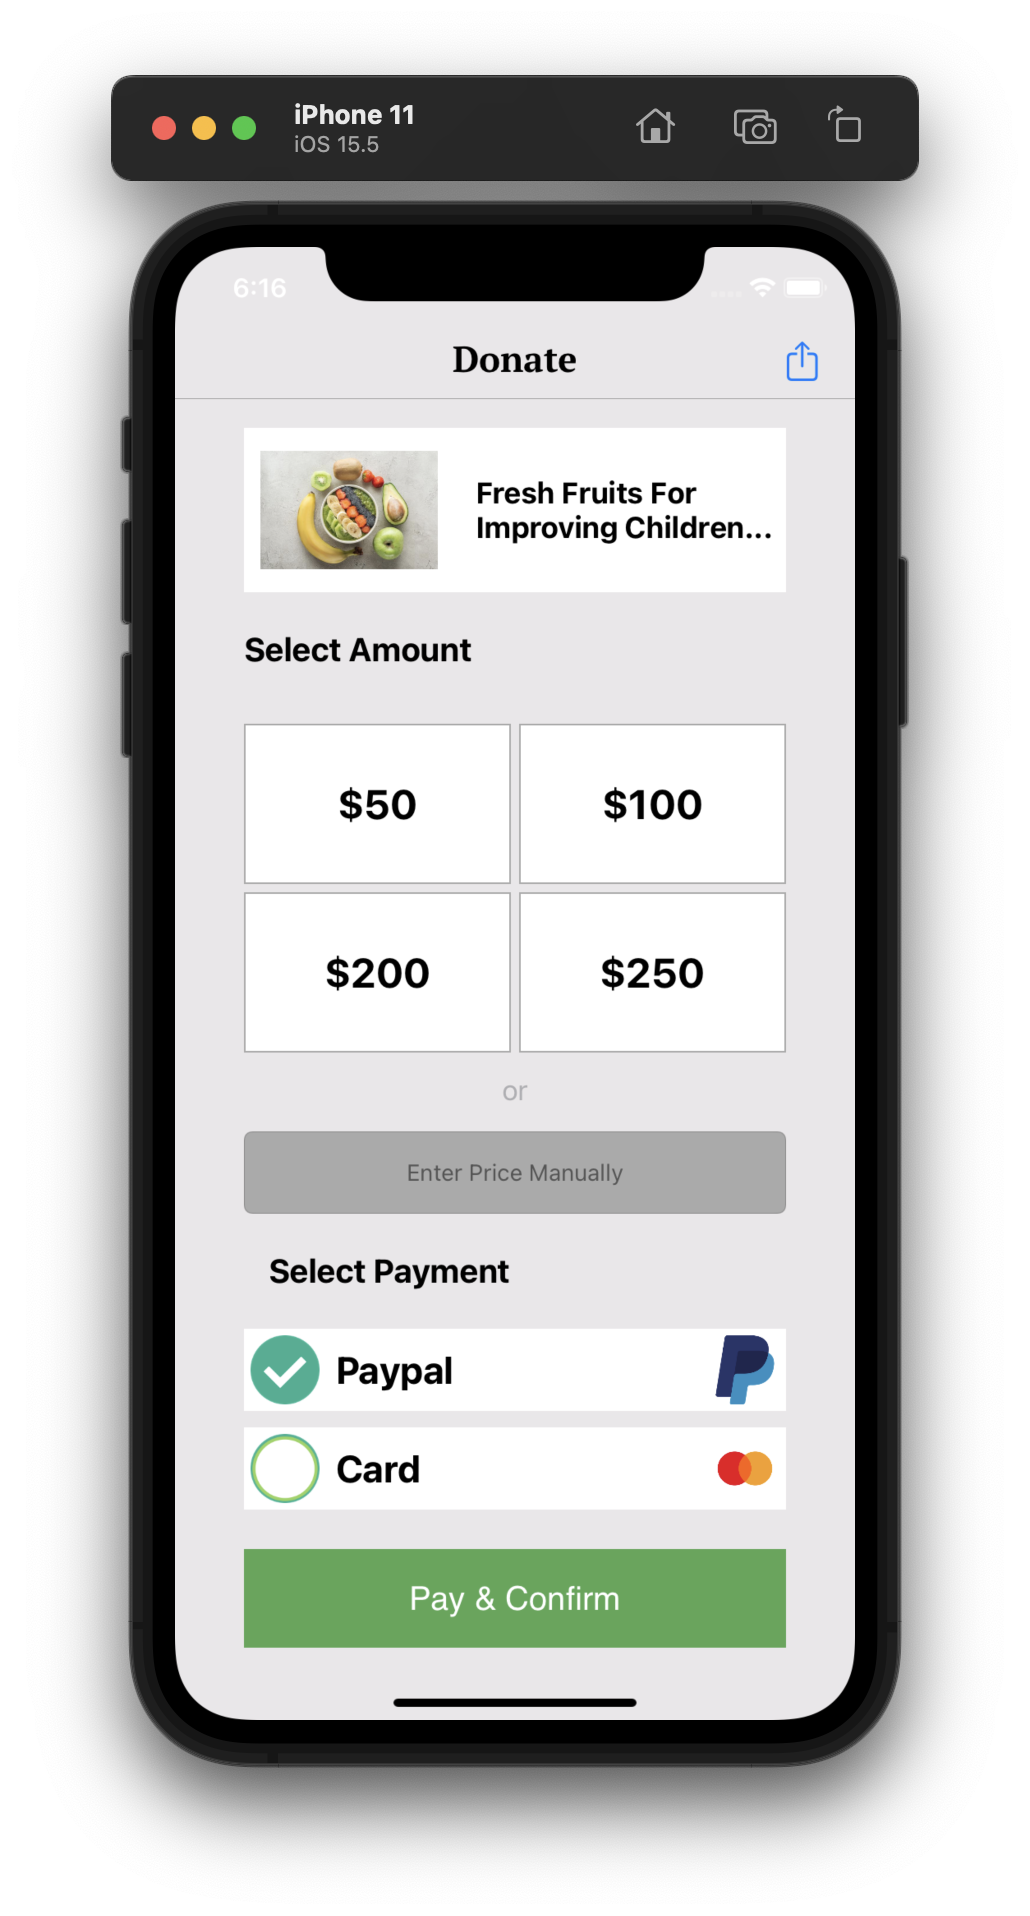 iPhone 11
iOS 15.5
6:16
Donate
Fresh Fruits For
Improving Children...
Select Amount
$50
$100
$200
$250
or
Enter Price Manually
Select Payment
Paypal
Card
Pay & Confirm